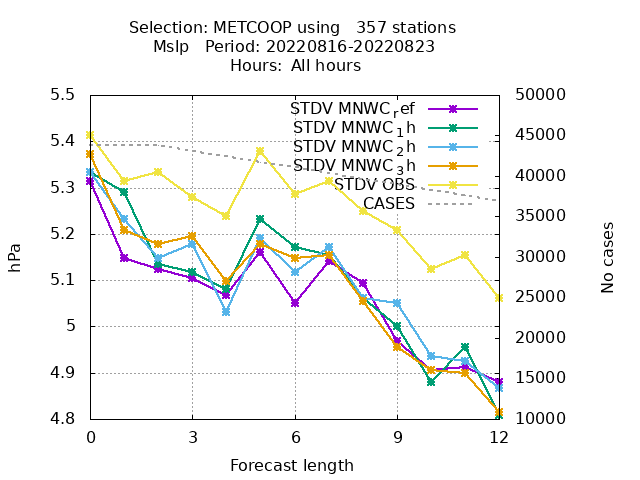 Selection: METCOOP using   357 stations
Mslp   Period: 20220816-20220823
Hours:  All hours
5.5
5.4
5.3
5.2
5.1
5
4.9
4.8
hPa
50000
45000
40000
35000
30000
25000
20000
15000
10000
No cases
STDV MNWC_ref
STDV MNWC_1h
STDV MNWC_2h
STDV MNWC_3h
STDV OBS
CASES
0 3 6 9 12
Forecast length